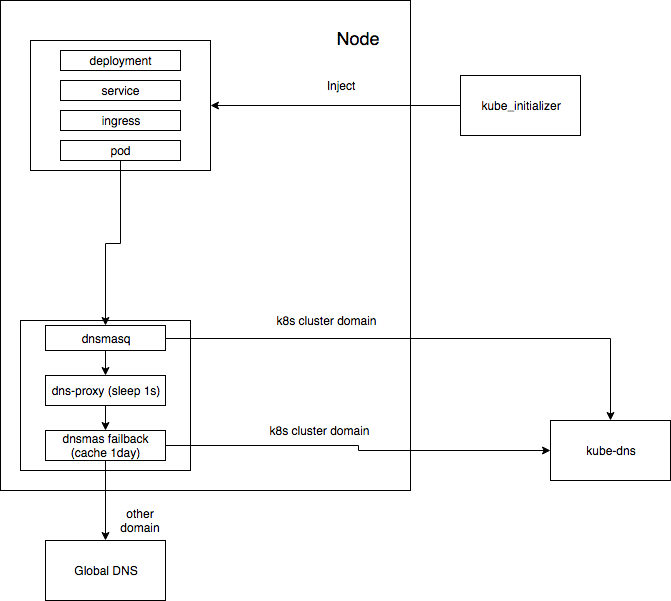 Node
deployment
service
ingress
pod
Inject
kube_initializer
k8s cluster domain
dnsmasq
dns-proxy (sleep 1s)
dnsmas failback
(cache 1day)
k8s cluster domain
kube-dns
other
domain
Global DNS